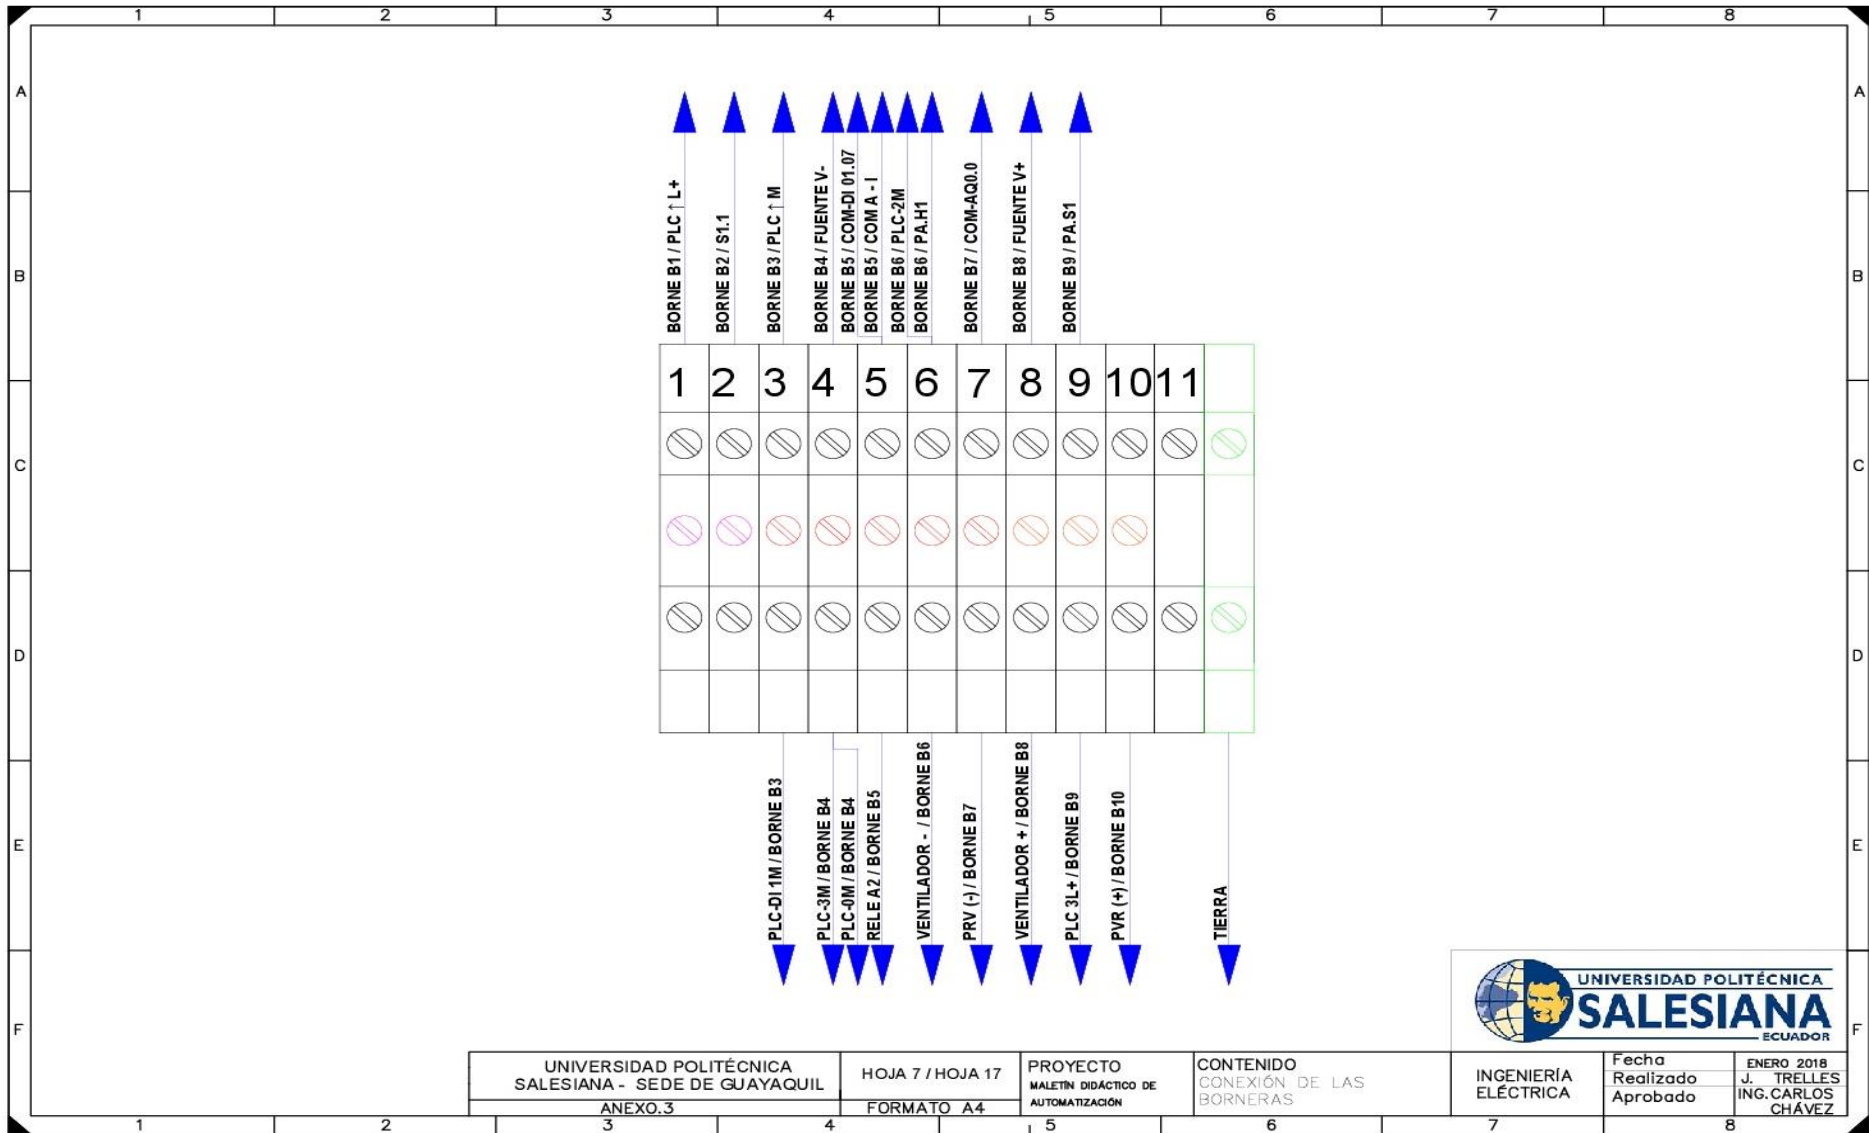 1 2 3 4 5 6 7 8
A A
BORNE B1 / PLC ↑ L+
BORNE B2 / S1.1
BORNE B3 / PLC ↑ M
BORNE B4 / FUENTE V-
BORNE B5 / COM-DI 01.07
BORNE B5 / COM A - I
BORNE B6 / PLC-2M
BORNE B6 / PA.H1
BORNE B7 / COM-AQ0.0
BORNE B8 / FUENTE V+
BORNE B9 / PA.S1
B B
1 2 3 4 5 6 7 8 9 10 11
C C
D D
PLC-DI 1M / BORNE B3
PLC-3M / BORNE B4
PLC-0M / BORNE B4
RELE A2 / BORNE B5
VENTILADOR - / BORNE B6
PRV (-) / BORNE B7
VENTILADOR + / BORNE B8
PLC 3L+ / BORNE B9
PVR (+) / BORNE B10
TIERRA
E E
F F
UNIVERSIDAD POLITÉCNICA
SALESIANA
ECUADOR
UNIVERSIDAD POLITÉCNICA
SALESIANA - SEDE DE GUAYAQUIL
ANEXO.3
HOJA 7 / HOJA 17
FORMATO A4
PROYECTO
MALETÍN DIDÁCTICO DE
AUTOMATIZACIÓN
CONTENIDO
CONEXIÓN DE LAS
BORNERAS
INGENIERÍA
ELÉCTRICA
Fecha ENERO 2018
Realizado J. TRELLES
Aprobado ING.CARLOS
CHÁVEZ
1 2 3 4 5 6 7 8